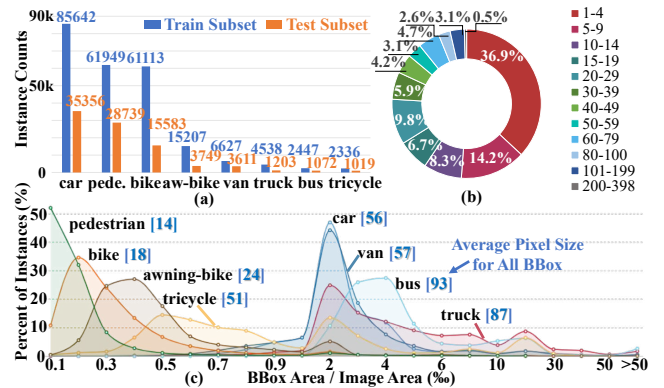 (a)
Instance Counts
90k
50k
0
Train Subset
Test Subset
85642
61949
61113
15207
6627
4538
2447
2336
35356
28739
15583
3749
3611
1203
1072
1019
car pede. bike aw-bike van truck bus tricycle
(b)
36.9%
14.2%
8.3%
6.7%
9.8%
5.9%
4.2%
3.1%
4.7%
2.6%
3.1%
0.5%
1-4
5-9
10-14
15-19
20-29
30-39
40-49
50-59
60-79
80-100
101-199
200-398
(c)
Percent of Instances (%)
50
40
30
20
10
0
pedestrian [14]
bike [18]
awning-bike [24]
tricycle [51]
car [56]
van [57]
bus [93]
truck [87]
Average Pixel Size
for All BBox
0.1 0.3 0.5 0.7 0.9 2 4 6 10 30 50 >50
BBox Area / Image Area (‰)